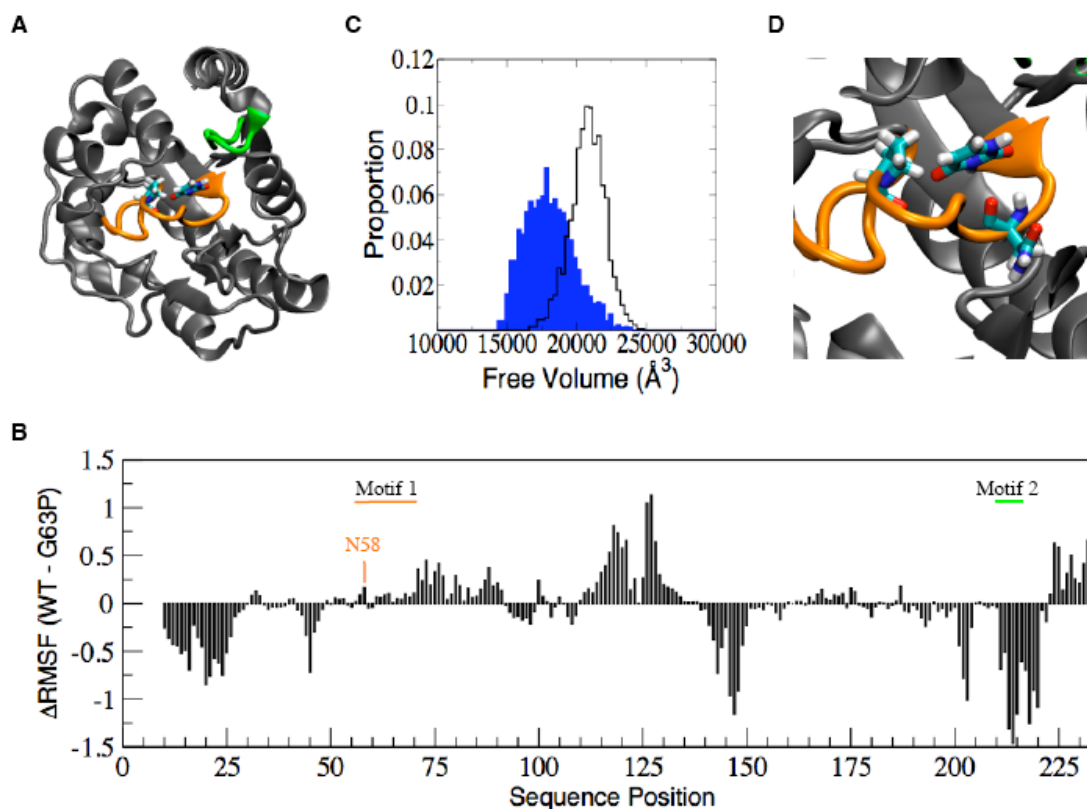 A
C
D
0.12
0.1
0.08
0.06
0.04
0.02
Proportion
10000 15000 20000 25000 30000
Free Volume (Å³)
B
1.5
1
0.5
0
-0.5
-1
-1.5
ΔRMSF (WT - G63P)
Motif 1
N58
Motif 2
0 25 50 75 100 125 150 175 200 225
Sequence Position